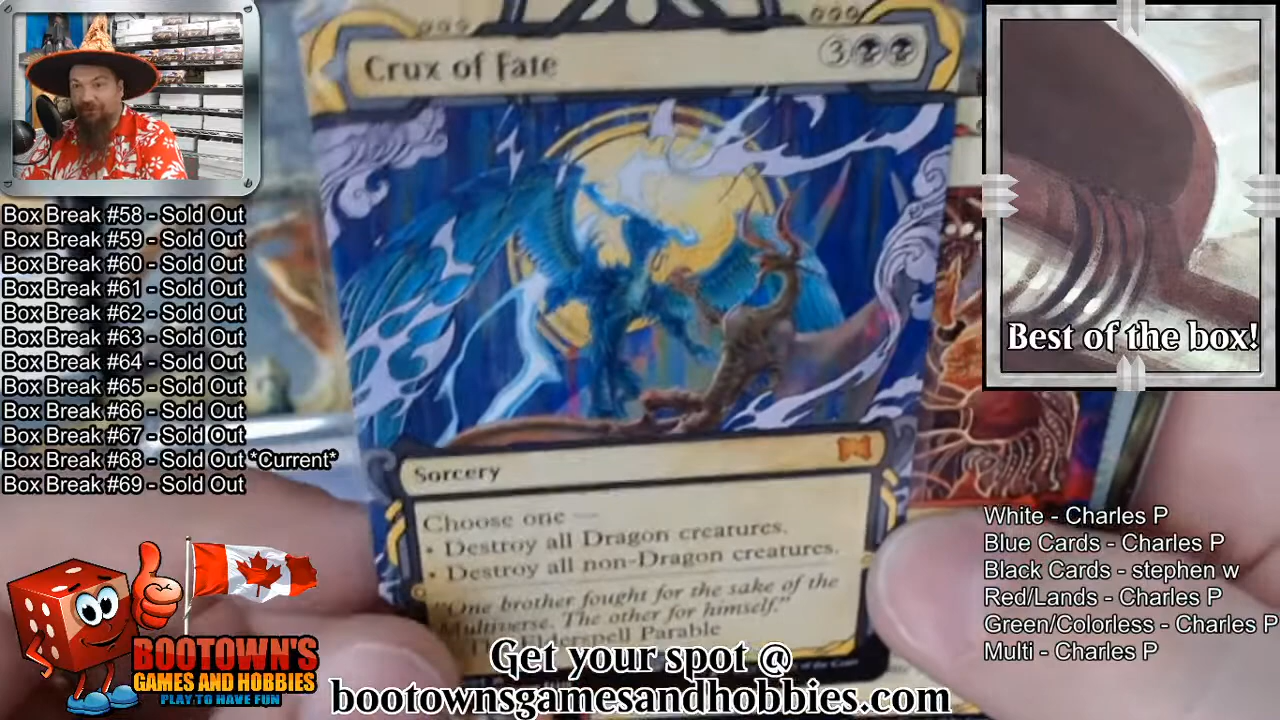 Crux of Fate
3
Sorcery
Choose one —
• Destroy all Dragon creatures.
• Destroy all non-Dragon creatures.
"One brother fought for the sake of the
Multiverse. The other for himself."
Elderspell Parable
Box Break #58 - Sold Out
Box Break #59 - Sold Out
Box Break #60 - Sold Out
Box Break #61 - Sold Out
Box Break #62 - Sold Out
Box Break #63 - Sold Out
Box Break #64 - Sold Out
Box Break #65 - Sold Out
Box Break #66 - Sold Out
Box Break #67 - Sold Out
Box Break #68 - Sold Out *Current*
Box Break #69 - Sold Out
Best of the box!
White - Charles P
Blue Cards - Charles P
Black Cards - stephen w
Red/Lands - Charles P
Green/Colorless - Charles P
Multi - Charles P
BOOTOWN'S
GAMES AND HOBBIES
PLAY TO HAVE FUN
Get your spot @
bootownsgamesandhobbies.com